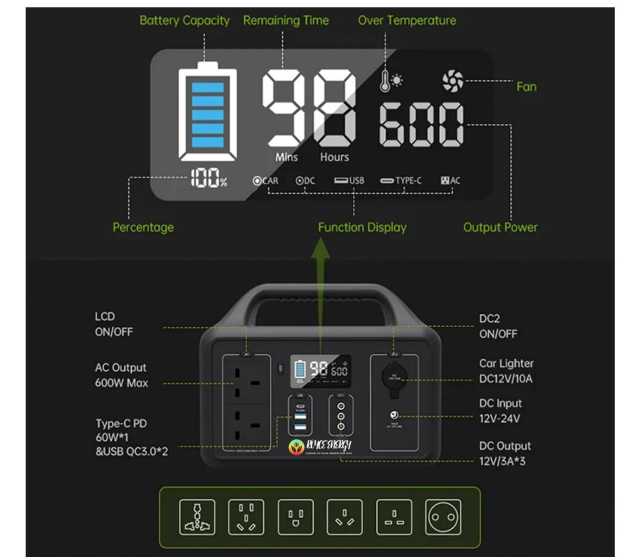 Battery Capacity
Remaining Time
Over Temperature
Fan
98
600
Mins
Hours
100%
CAR
DC
USB
TYPE-C
AC
Percentage
Function Display
Output Power
LCD
ON/OFF
AC Output
600W Max
Type-C PD
60W*1
&USB QC3.0*2
98
600
DC2
ON/OFF
Car Lighter
DC12V/10A
DC Input
12V-24V
DC Output
12V/3A*3